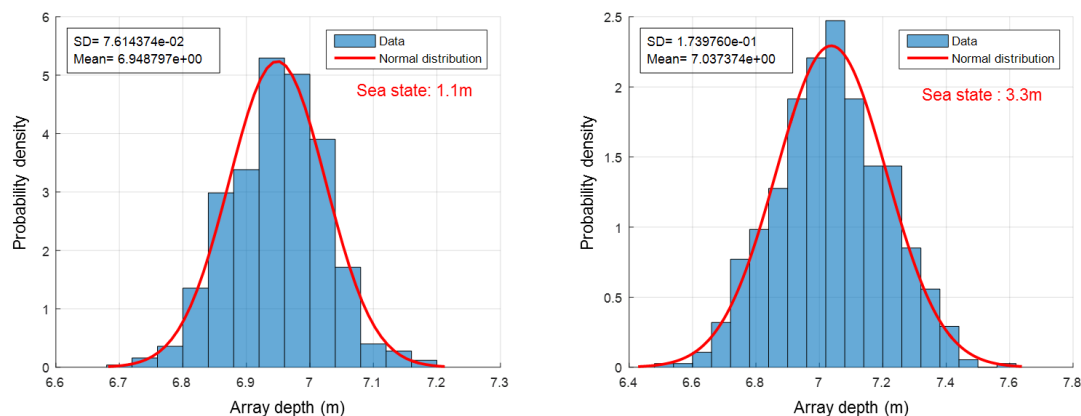 SD= 7.614374e-02
Mean= 6.948797e+00
Data
Normal distribution
Sea state: 1.1m
6
5
4
3
2
1
0
Probability density
6.6 6.7 6.8 6.9 7 7.1 7.2 7.3
Array depth (m)
SD= 1.739760e-01
Mean= 7.037374e+00
Data
Normal distribution
Sea state : 3.3m
2.5
2
1.5
1
0.5
0
Probability density
6.4 6.6 6.8 7 7.2 7.4 7.6 7.8
Array depth (m)